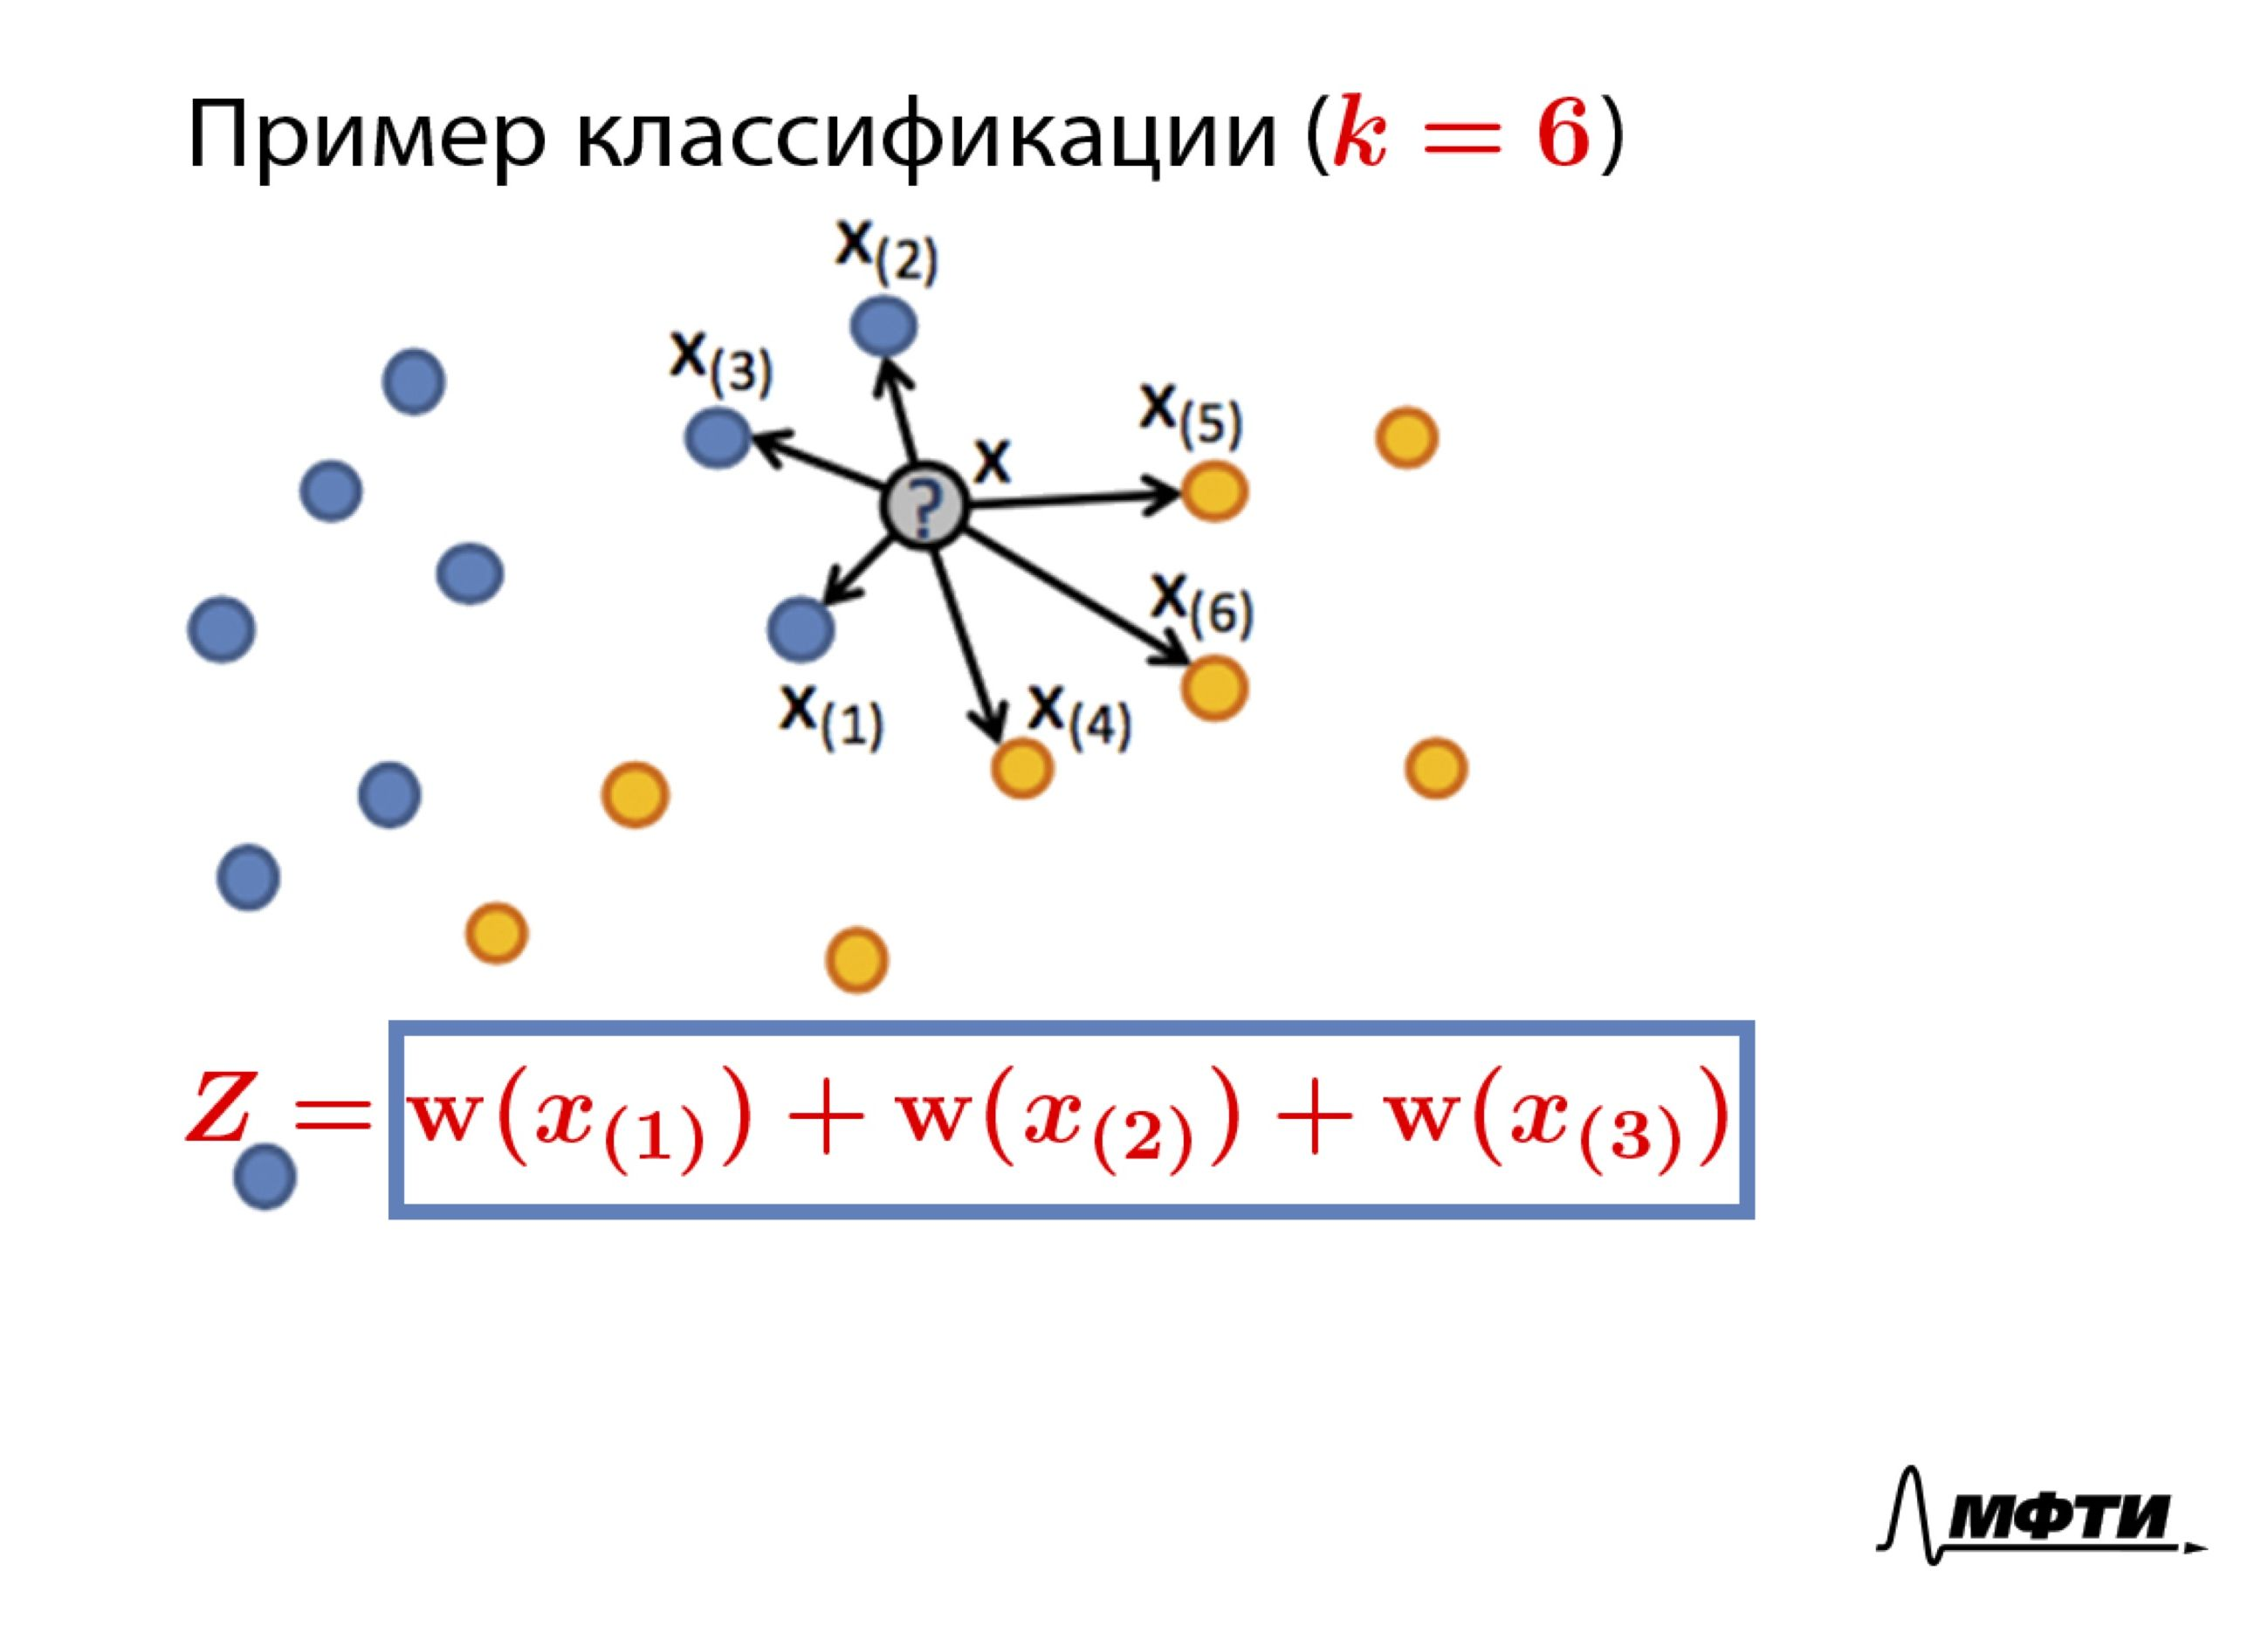 Пример классификации (k = 6)
x(2)
x(3)
x(5)
x
?
x(6)
x(1)
x(4)
Z = w(x(1)) + w(x(2)) + w(x(3))
МФТИ